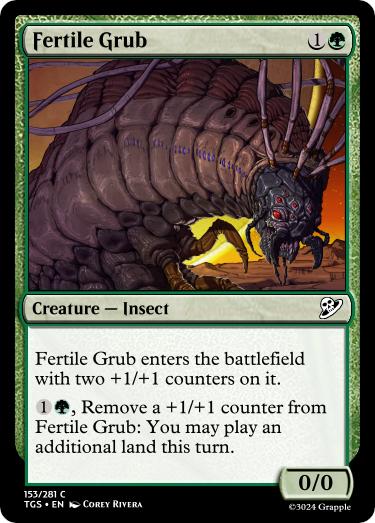 Fertile Grub 1
Creature — Insect
Fertile Grub enters the battlefield
with two +1/+1 counters on it.
1, Remove a +1/+1 counter from
Fertile Grub: You may play an
additional land this turn.
0/0
153/281 C
TGS • EN Corey Rivera
©3024 Grapple